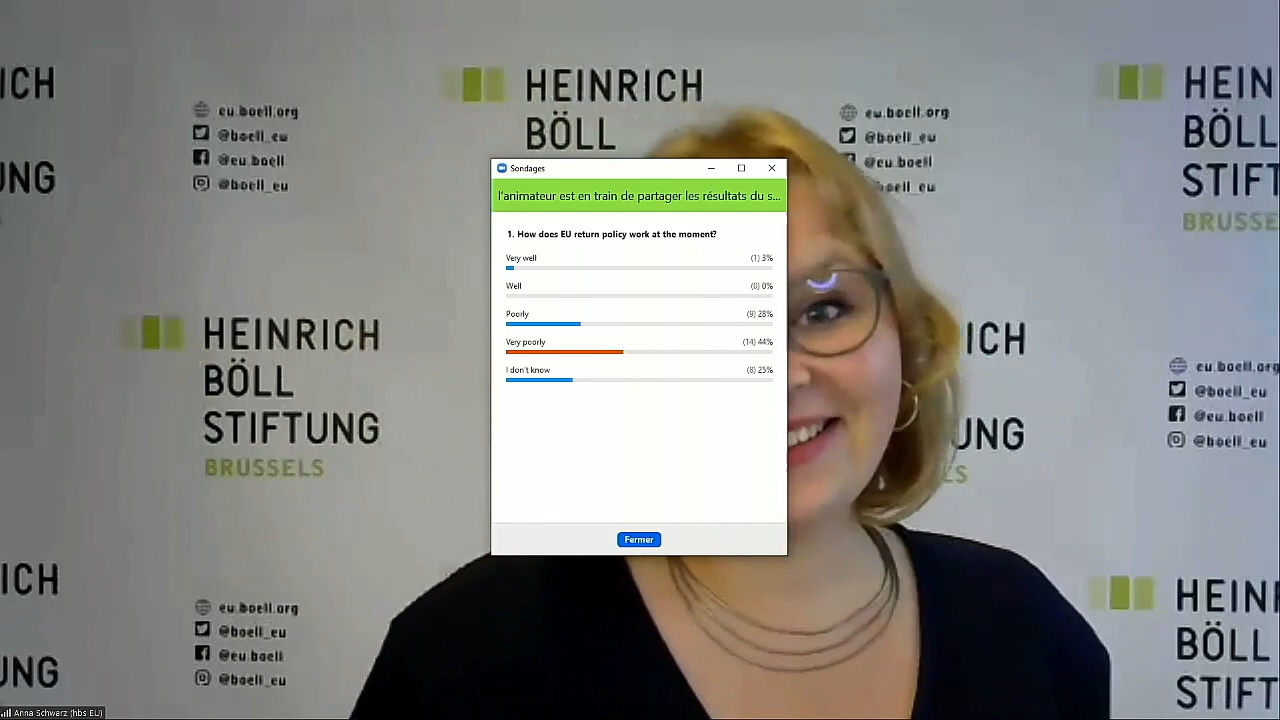 RICH
UNG
eu.boell.org
@boell_eu
@eu.boell
@boell_eu
HEINRICH
BÖLL
eu.boell.org
@boell_eu
@eu.boell
@boell_eu
HEIN
BÖLL
STIFT
BRUSSE
Sondages
l'animateur est en train de partager les résultats du s...
1. How does EU return policy work at the moment?
Very well (1) 3%
Well (0) 0%
Poorly (9) 28%
Very poorly (14) 44%
I don't know (8) 25%
Fermer
HEINRICH
BÖLL
STIFTUNG
BRUSSELS
ICH
UNG
LS
eu.boell.org
@boell_eu
@eu.boell
@boell_eu
ICH
UNG
eu.boell.org
@boell_eu
@eu.boell
@boell_eu
HEIN
BÖLL
STIFT
Anna Schwarz (hbs EU)